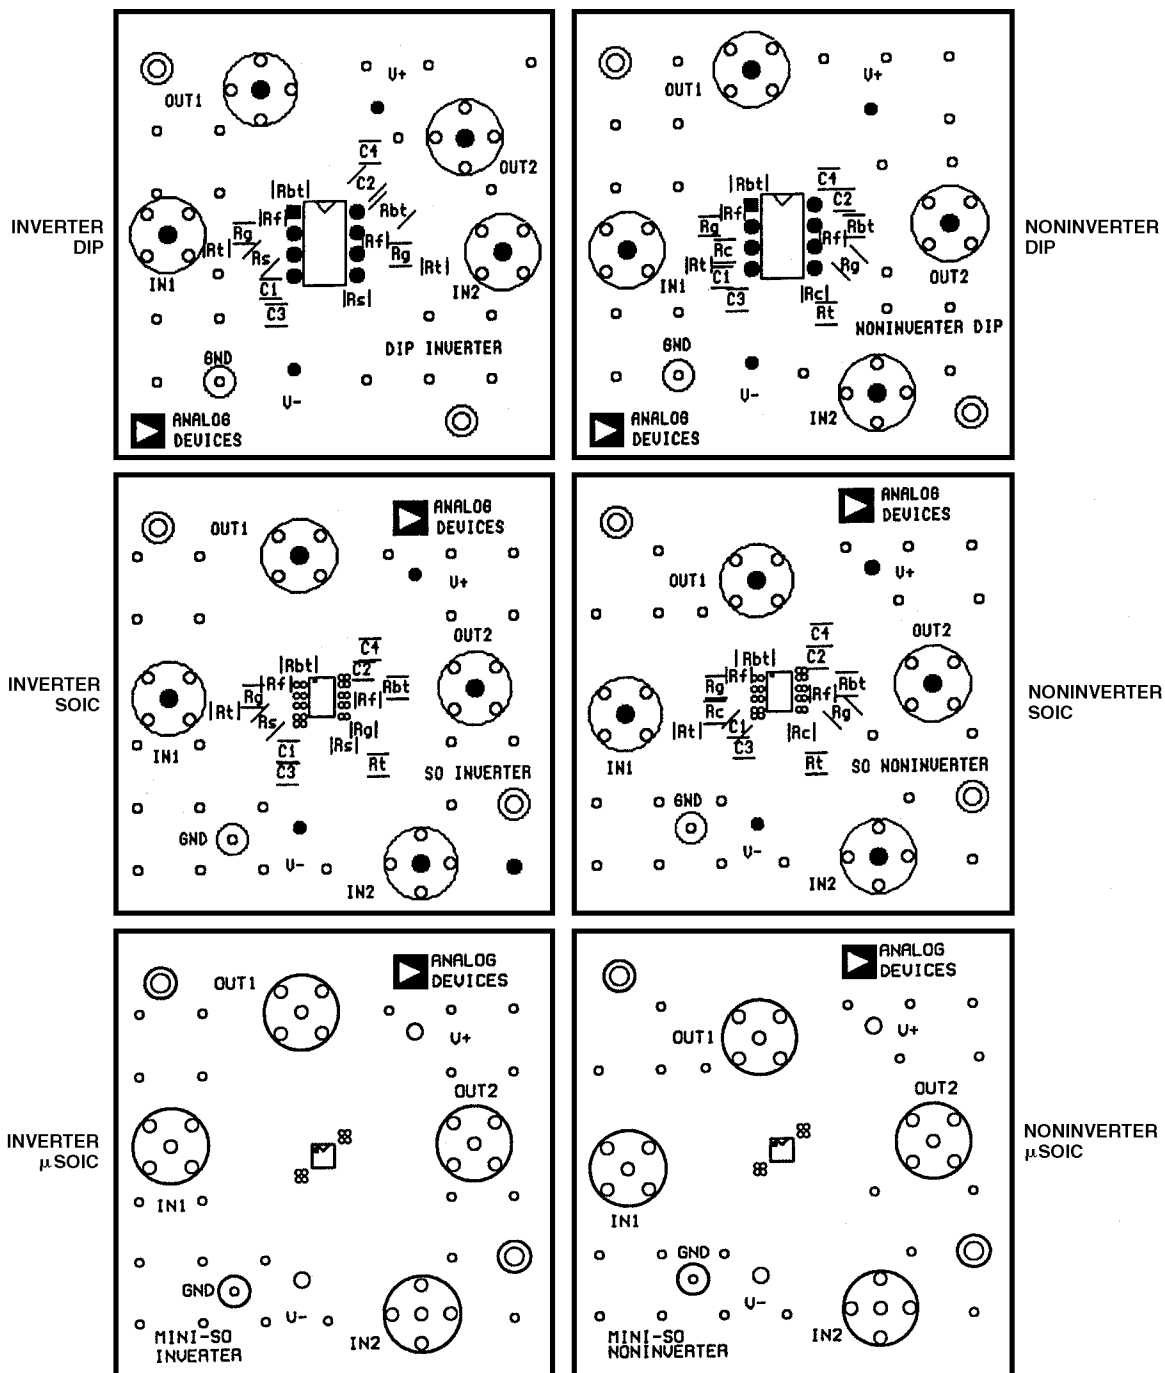 INVERTER
DIP
OUT1
V+
C4
C2
OUT2
Rbt
Rf
Rbt
Rg
Rt
Rs
Rf
Rg
Rt
IN1
C1
C3
Rs
IN2
DIP INVERTER
GND
V-
ANALOG
DEVICES
NONINVERTER
DIP
OUT1
V+
Rbt
C4
C2
Rf
Rg
Rbt
Rc
Rf
Rt
Rg
OUT2
IN1
C1
C3
Rc
Rt
NONINVERTER DIP
GND
V-
IN2
ANALOG
DEVICES
INVERTER
SOIC
ANALOG
DEVICES
OUT1
V+
OUT2
C4
Rbt
C2
Rf
Rbt
Rg
Rf
Rt
Rs
Rg
IN1
C1
C3
Rs
Rt
SO INVERTER
GND
V-
IN2
NONINVERTER
SOIC
ANALOG
DEVICES
OUT1
V+
OUT2
C4
Rbt
C2
Rf
Rg
Rbt
Rf
Rc
Rg
Rt
C1
C3
Rc
Rt
IN1
SO NONINVERTER
GND
V-
IN2
INVERTER
µSOIC
ANALOG
DEVICES
OUT1
V+
OUT2
IN1
GND
V-
IN2
MINI-SO
INVERTER
NONINVERTER
µSOIC
ANALOG
DEVICES
OUT1
V+
OUT2
IN1
GND
V-
IN2
MINI-SO
NONINVERTER